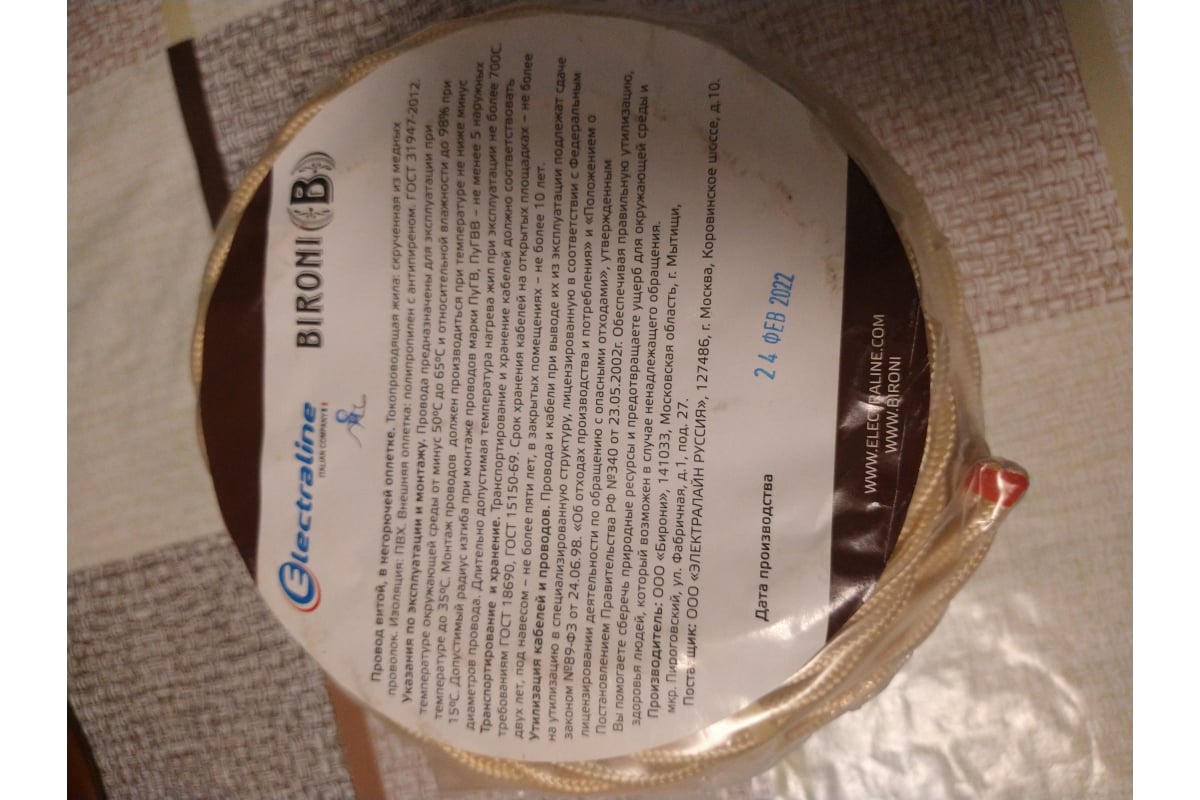 Electraline
ITALIAN COMPANY
BIRONI B
Провод витой, в негорючей оплетке. Токопроводящая жила: скрученная из медных
проволок. Изоляция: ПВХ. Внешняя оплетка: полипропилен с антипиреном. ГОСТ 31947-2012.
Указания по эксплуатации и монтажу. Провода предназначены для эксплуатации при
температуре окружающей среды от минус 50ºС до 65ºС и относительной влажности до 98% при
температуре до 35ºС. Монтаж проводов должен производиться при температуре не ниже минус
15ºС. Допустимый радиус изгиба при монтаже проводов марки ПуГВ, ПуГВВ – не менее 5 наружных
диаметров провода. Длительно допустимая температура нагрева жил при эксплуатации не более 700С.
Транспортирование и хранение. Транспортирование и хранение кабелей должно соответствовать
требованиям ГОСТ 18690, ГОСТ 15150-69. Срок хранения кабелей на открытых площадках – не более
двух лет, под навесом – не более пяти лет, в закрытых помещениях – не более 10 лет.
Утилизация кабелей и проводов. Провода и кабели при выводе их из эксплуатации подлежат сдаче
на утилизацию в специализированную структуру, лицензированную в соответствии с Федеральным
законом №89-ФЗ от 24.06.98. «Об отходах производства и потребления» и «Положением о
лицензировании деятельности по обращению с опасными отходами», утвержденным
Постановлением Правительства РФ №340 от 23.05.2002г. Обеспечивая правильную утилизацию,
Вы помогаете сберечь природные ресурсы и предотвращаете ущерб для окружающей среды и
здоровья людей, который возможен в случае ненадлежащего обращения.
Производитель: ООО «Бирони», 141033, Московская область, г. Мытищи,
мкр. Пироговский, ул. Фабричная, д.1, под. 27.
Поставщик: ООО «ЭЛЕКТРАЛАЙН РУССИЯ», 127486, г. Москва, Коровинское шоссе, д.10.
Дата производства 24 ФЕВ 2022
WWW.ELECTRALINE.COM
WWW.BIRONI